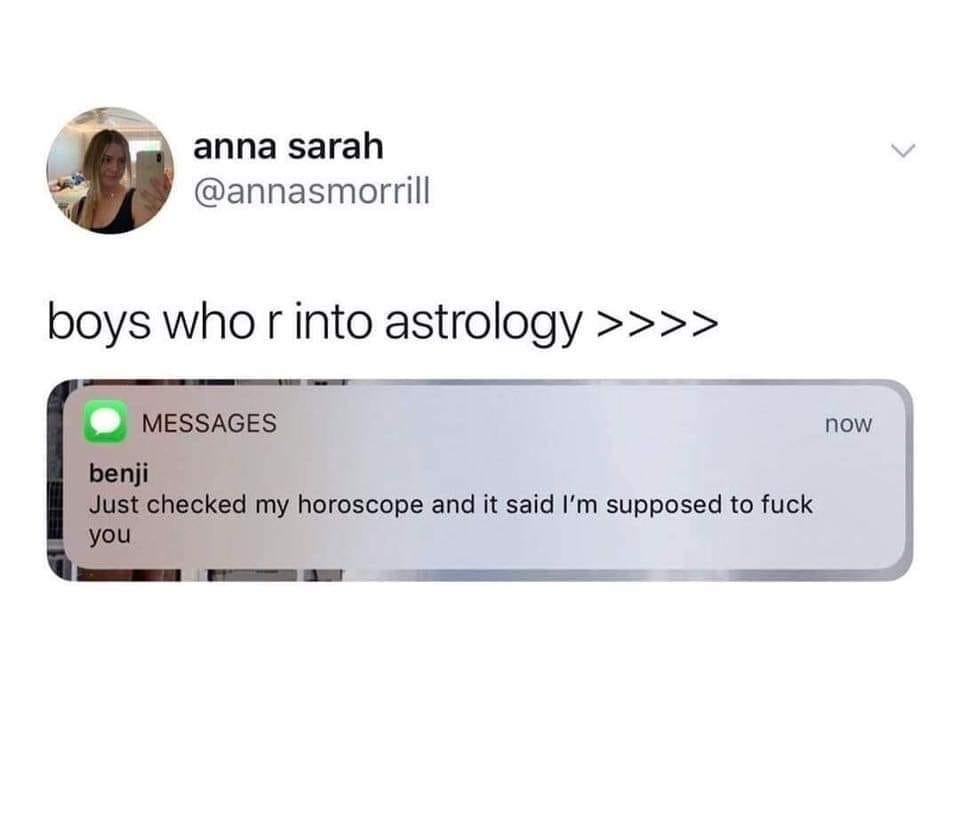 anna sarah
@annasmorrill
boys who r into astrology >>>>
MESSAGES now
benji
Just checked my horoscope and it said I’m supposed to fuck
you